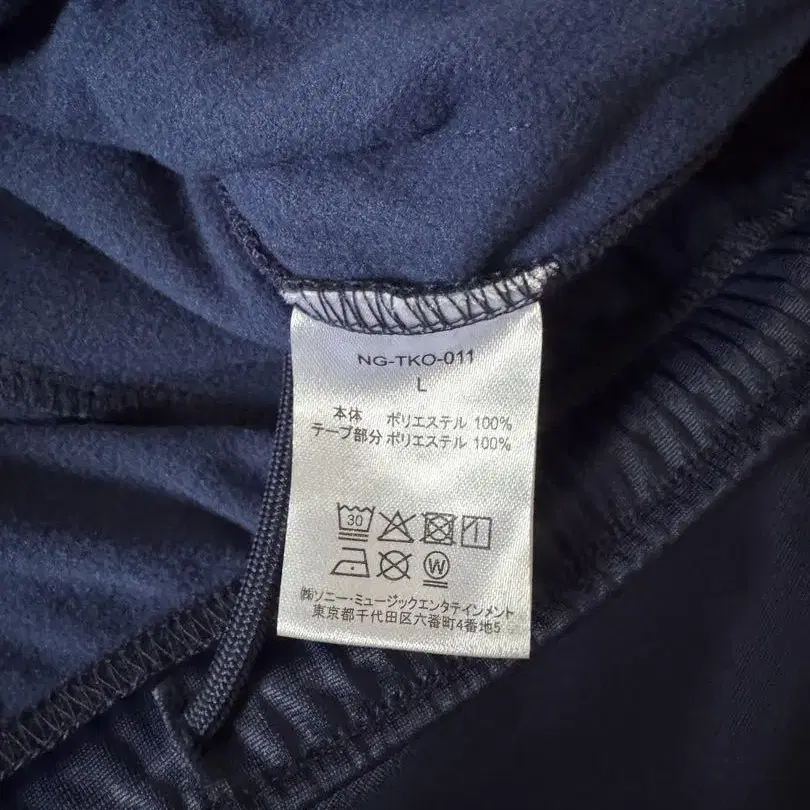 NG-TKO-011
L
本体 ポリエステル 100%
テープ部分 ポリエステル 100%
30
W
㈱ソニー・ミュージックエンタテインメント
東京都千代田区六番町4番地5